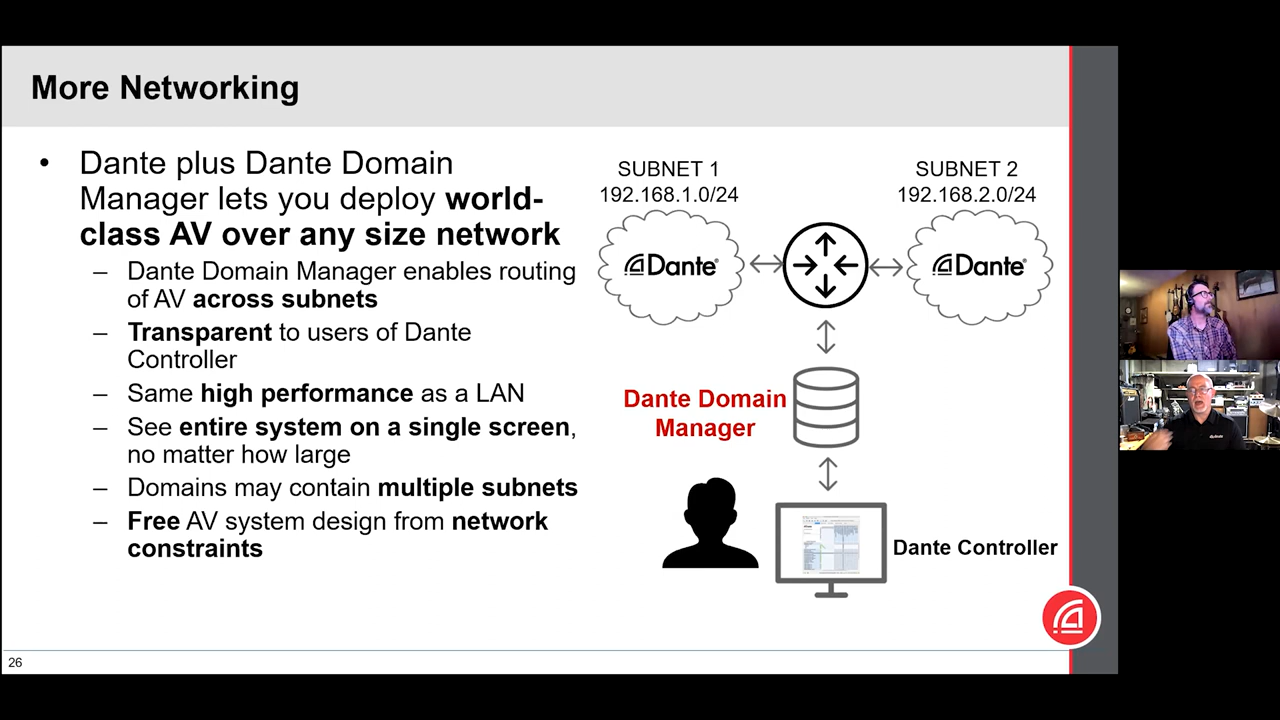 More Networking
• Dante plus Dante Domain
Manager lets you deploy world-
class AV over any size network
– Dante Domain Manager enables routing
of AV across subnets
– Transparent to users of Dante
Controller
– Same high performance as a LAN
– See entire system on a single screen,
no matter how large
– Domains may contain multiple subnets
– Free AV system design from network
constraints
SUBNET 1
192.168.1.0/24
SUBNET 2
192.168.2.0/24
Dante®
Dante®
Dante Domain
Manager
Dante Controller
26